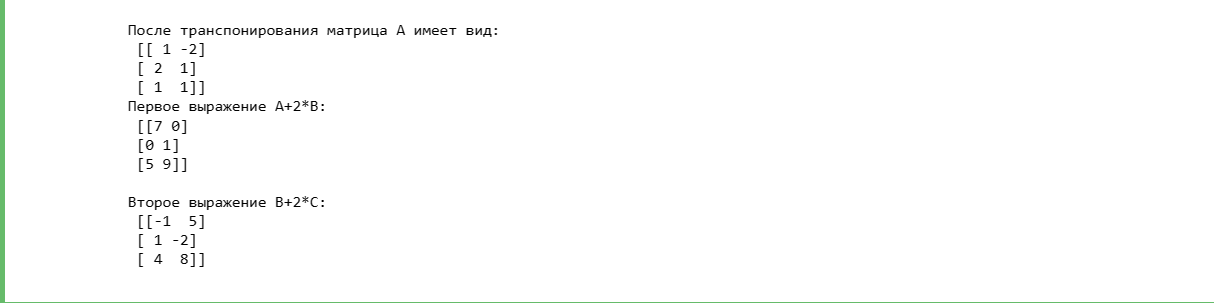 После транспонирования матрица A имеет вид:
[[ 1 -2]
[ 2  1]
[ 1  1]]
Первое выражение A+2*B:
[[7 0]
[0 1]
[5 9]]
Второе выражение B+2*C:
[[-1  5]
[ 1 -2]
[ 4  8]]